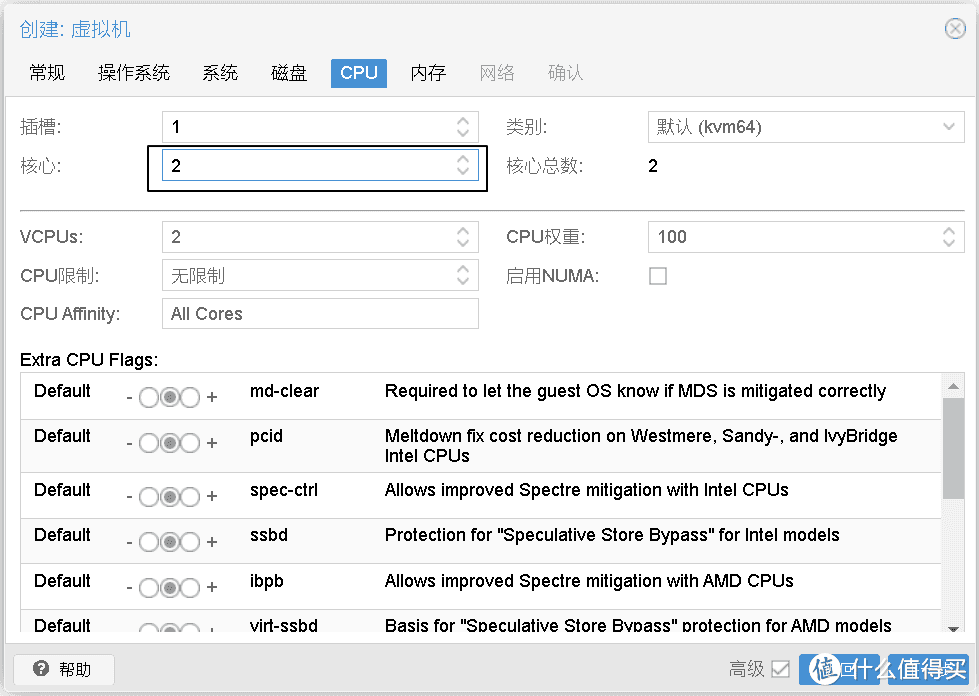 创建: 虚拟机
常规 操作系统 系统 磁盘 CPU 内存 网络 确认
插槽: 1 类别: 默认 (kvm64)
核心: 2 核心总数: 2
VCPUs: 2 CPU权重: 100
CPU限制: 无限制 启用NUMA:
CPU Affinity: All Cores
Extra CPU Flags:
Default - + md-clear Required to let the guest OS know if MDS is mitigated correctly
Default - + pcid Meltdown fix cost reduction on Westmere, Sandy-, and IvyBridge
Intel CPUs
Default - + spec-ctrl Allows improved Spectre mitigation with Intel CPUs
Default - + ssbd Protection for "Speculative Store Bypass" for Intel models
Default - + ibpb Allows improved Spectre mitigation with AMD CPUs
Default - + virt-ssbd Basis for "Speculative Store Bypass" protection for AMD models
? 帮助 高级 值 什么值得买